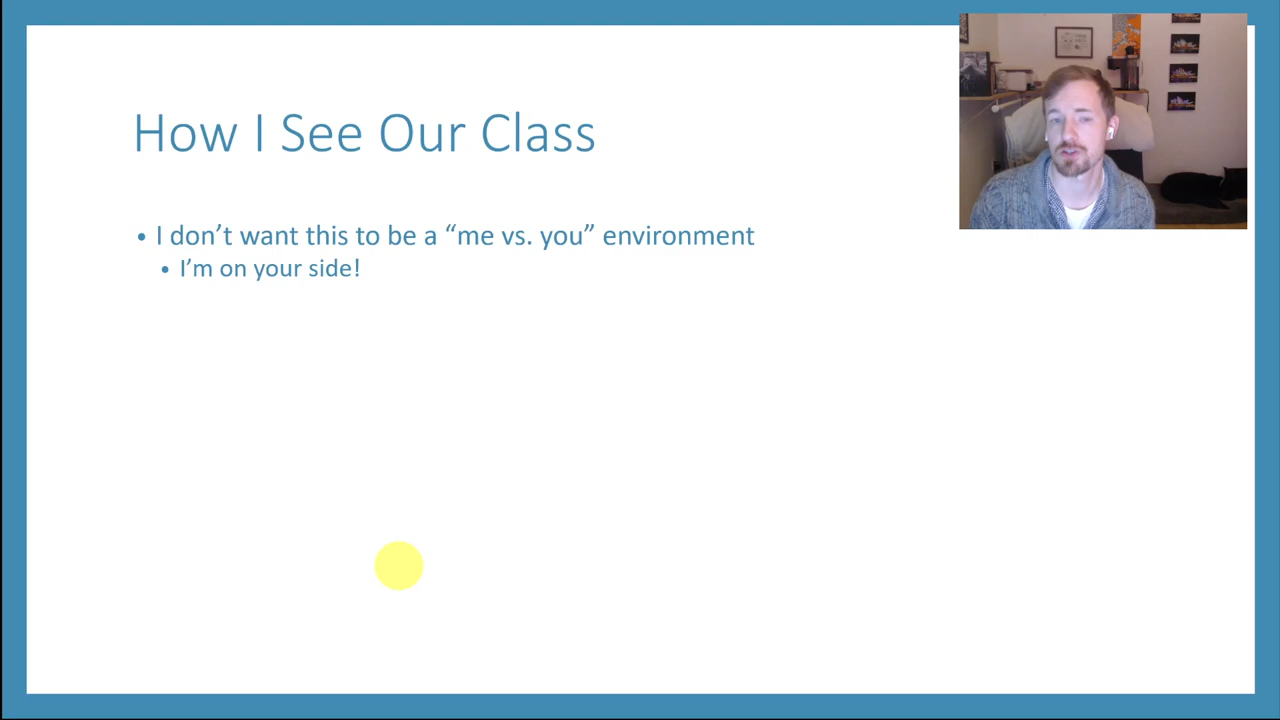 How I See Our Class
• I don’t want this to be a “me vs. you” environment
• I’m on your side!